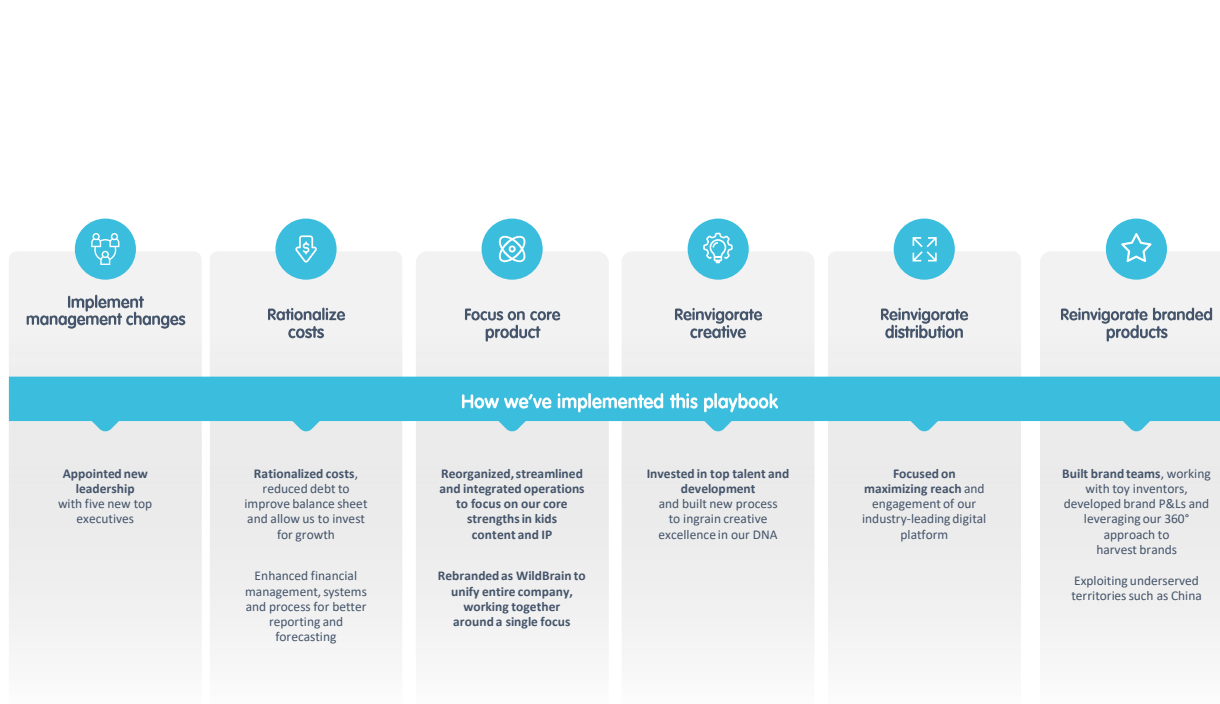 Implement
management changes
Rationalize
costs
Focus on core
product
Reinvigorate
creative
Reinvigorate
distribution
Reinvigorate branded
products
How we've implemented this playbook
Appointed new
leadership
with five new top
executives
Rationalized costs,
reduced debt to
improve balance sheet
and allow us to invest
for growth
Enhanced financial
management, systems
and process for better
reporting and
forecasting
Reorganized, streamlined
and integrated operations
to focus on our core
strengths in kids
content and IP
Rebranded as WildBrain to
unify entire company,
working together
around a single focus
Invested in top talent and
development
and built new process
to ingrain creative
excellence in our DNA
Focused on
maximizing reach and
engagement of our
industry-leading digital
platform
Built brand teams, working
with toy inventors,
developed brand P&Ls and
leveraging our 360°
approach to
harvest brands
Exploiting underserved
territories such as China